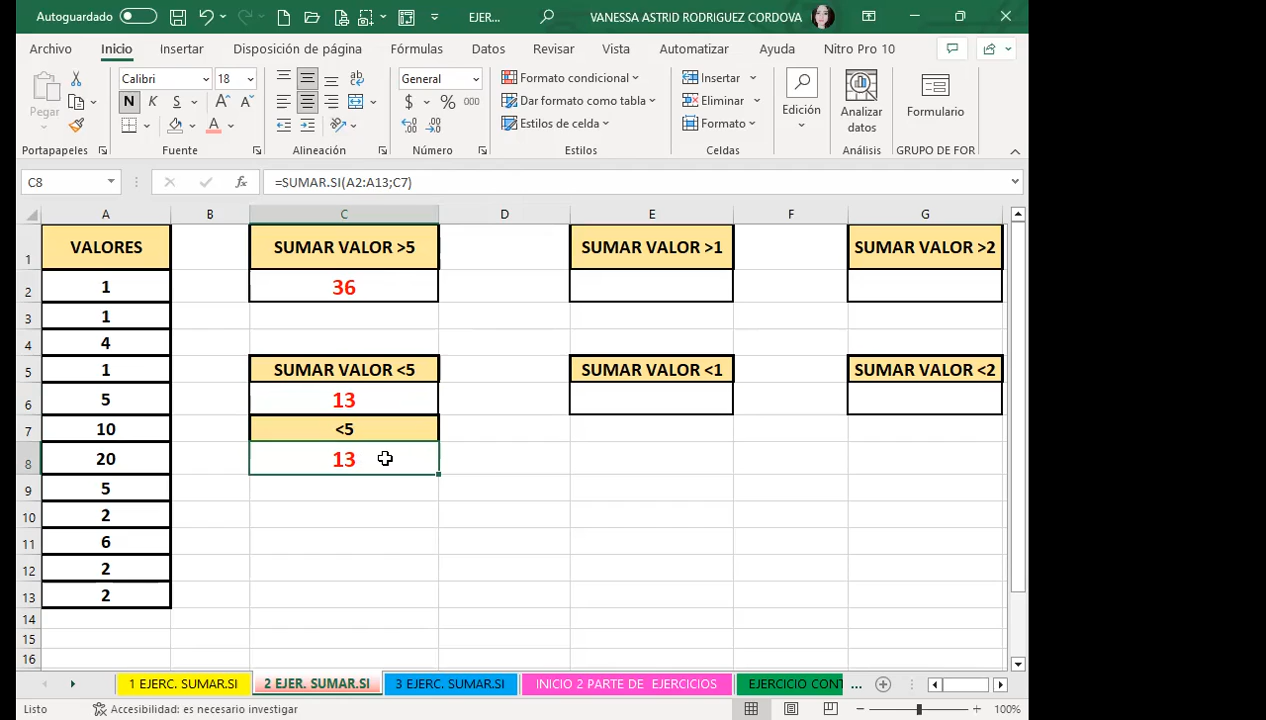 Autoguardado
EJER...
VANESSA ASTRID RODRIGUEZ CORDOVA
Archivo Inicio Insertar Disposición de página Fórmulas Datos Revisar Vista Automatizar Ayuda Nitro Pro 10
Pegar
Calibri 18
N K S
General
$ % 000
Formato condicional
Dar formato como tabla
Estilos de celda
Insertar
Eliminar
Formato
Edición
Analizar datos
Formulario
Portapapeles Fuente Alineación Número Estilos Celdas Análisis GRUPO DE FOR
C8 fx =SUMAR.SI(A2:A13;C7)
A B C D E F G
1 VALORES SUMAR VALOR >5 SUMAR VALOR >1 SUMAR VALOR >2
2 1 36
3 1
4 4
5 1 SUMAR VALOR <5 SUMAR VALOR <1 SUMAR VALOR <2
6 5 13
7 10 <5
8 20 13
9 5
10 2
11 6
12 2
13 2
14
15
16
1 EJERC. SUMAR.SI 2 EJER. SUMAR.SI 3 EJERC. SUMAR.SI INICIO 2 PARTE DE EJERCICIOS EJERCICIO CONT ...
Listo Accesibilidad: es necesario investigar 100%